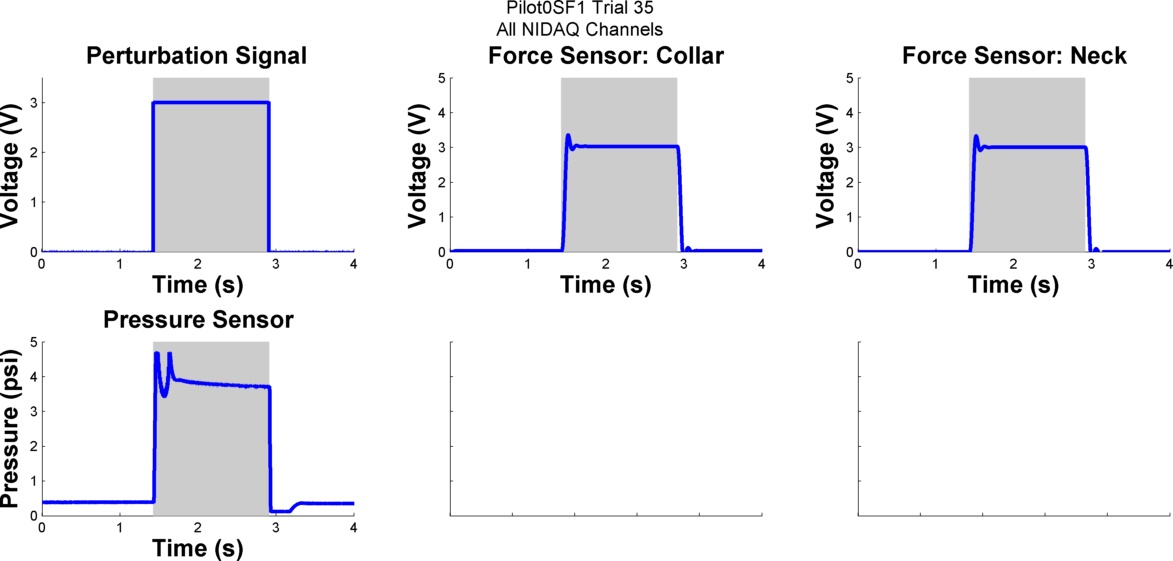 Pilot0SF1 Trial 35
All NIDAQ Channels
Perturbation Signal
Force Sensor: Collar
Force Sensor: Neck
Voltage (V)
3
2
1
0
0 1 2 3 4
Time (s)
Voltage (V)
5
4
3
2
1
0
0 1 2 3 4
Time (s)
Voltage (V)
5
4
3
2
1
0
0 1 2 3 4
Time (s)
Pressure Sensor
Pressure (psi)
5
4
3
2
1
0
0 1 2 3 4
Time (s)